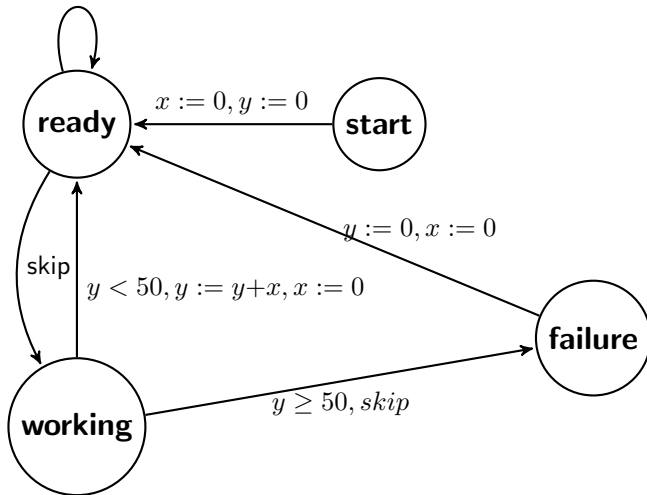 x := 0, y := 0
ready
start
y := 0, x := 0
skip
y < 50, y := y+x, x := 0
failure
working
y ≥ 50, skip